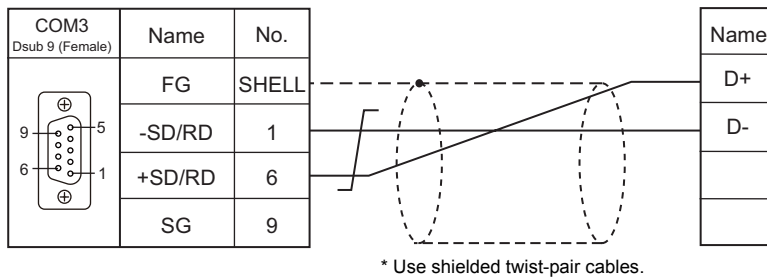 COM3
Dsub 9 (Female)
Name
No.
Name
FG
SHELL
D+
9
5
-SD/RD
1
D-
6
1
+SD/RD
6
SG
9
* Use shielded twist-pair cables.